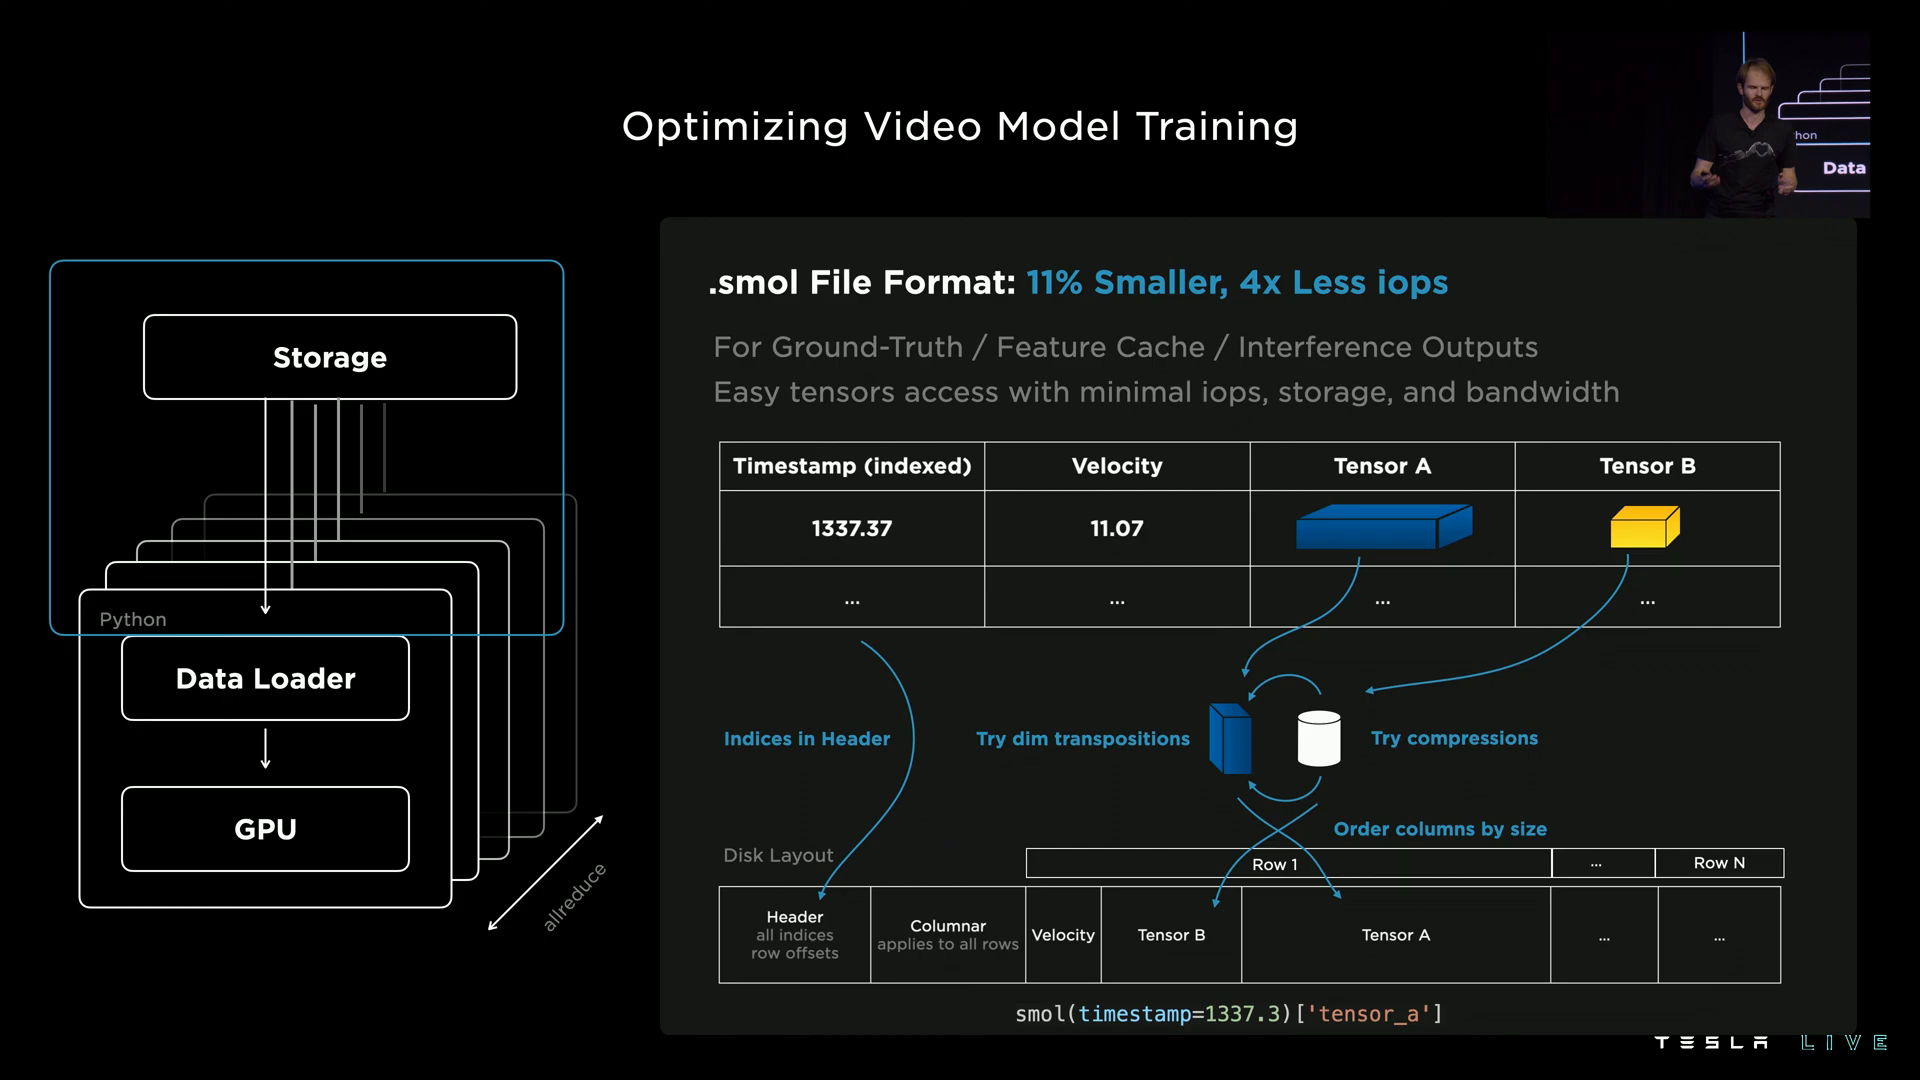 Optimizing Video Model Training
thon
Data
Storage
Python
Data Loader
GPU
allreduce
.smol File Format: 11% Smaller, 4x Less iops
For Ground-Truth / Feature Cache / Interference Outputs
Easy tensors access with minimal iops, storage, and bandwidth
Timestamp (indexed) Velocity Tensor A Tensor B
1337.37 11.07
... ... ... ...
Indices in Header
Try dim transpositions
Try compressions
Order columns by size
Disk Layout
Row 1 ... Row N
Header
all indices
row offsets
Columnar
applies to all rows
Velocity
Tensor B
Tensor A
...
...
smol(timestamp=1337.3)['tensor_a']
TESLA LIVE